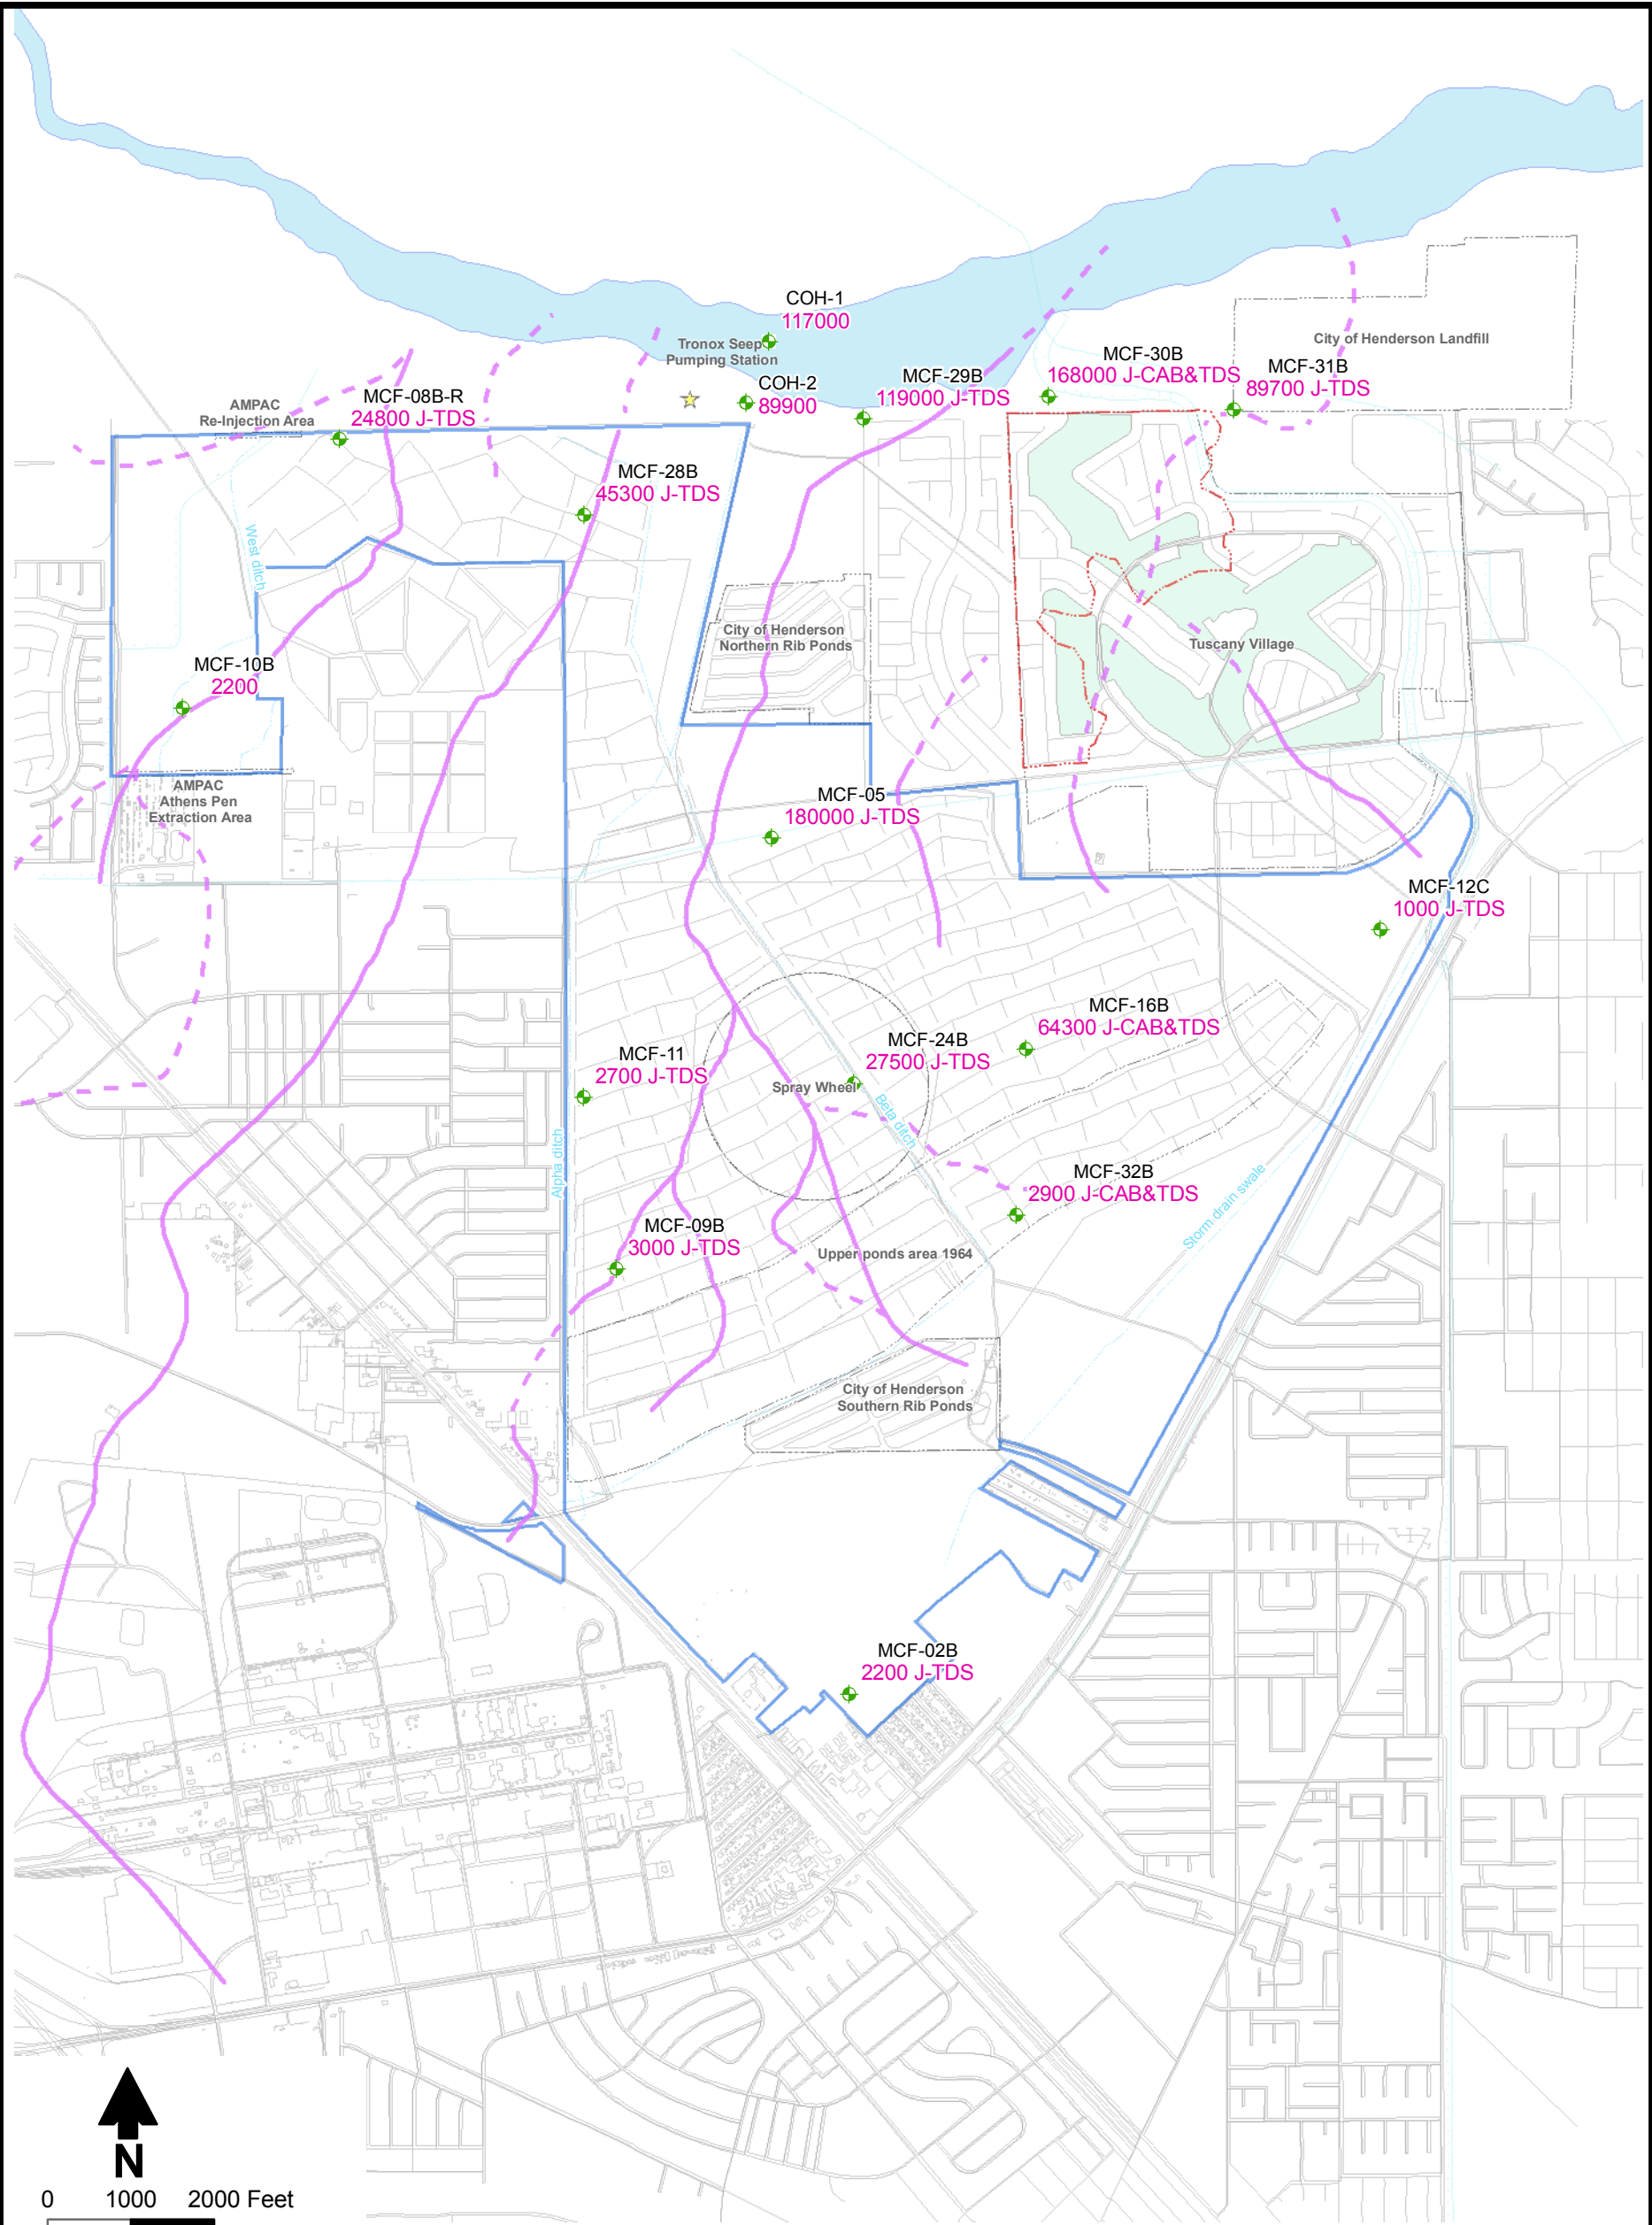 COH-1
117000
Tronox Seep
Pumping Station
City of Henderson Landfill
MCF-30B
168000 J-CAB&TDS
MCF-31B
89700 J-TDS
MCF-29B
119000 J-TDS
COH-2
89900
AMPAC
Re-Injection Area
MCF-08B-R
24800 J-TDS
MCF-28B
45300 J-TDS
West ditch
City of Henderson
Northern Rib Ponds
Tuscany Village
MCF-10B
2200
AMPAC
Athens Pen
Extraction Area
MCF-05
180000 J-TDS
MCF-12C
1000 J-TDS
MCF-16B
64300 J-CAB&TDS
MCF-24B
27500 J-TDS
MCF-11
2700 J-TDS
Spray Wheel
Beta ditch
Alpha ditch
MCF-32B
2900 J-CAB&TDS
Storm drain swale
MCF-09B
3000 J-TDS
Upper ponds area 1964
City of Henderson
Southern Rib Ponds
MCF-02B
2200 J-TDS
N
0 1000 2000 Feet